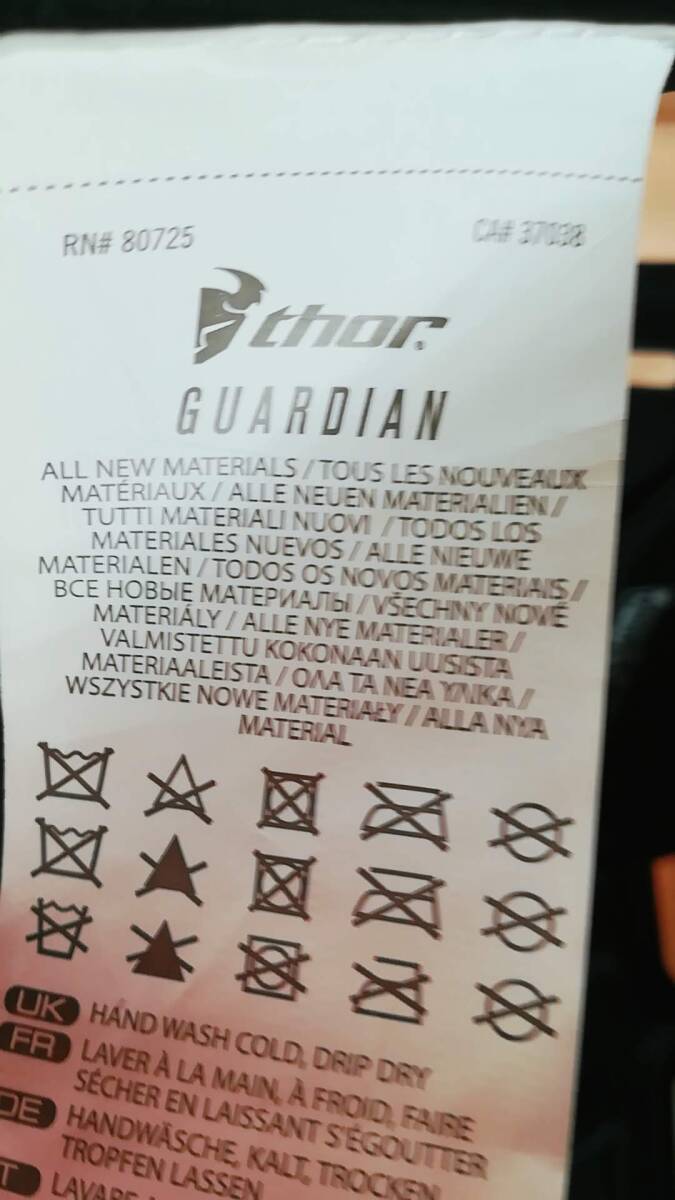 RN# 80725 CA# 37038
thor.
GUARDIAN
ALL NEW MATERIALS / TOUS LES NOUVEAUX
MATÉRIAUX / ALLE NEUEN MATERIALIEN /
TUTTI MATERIALI NUOVI / TODOS LOS
MATERIALES NUEVOS / ALLE NIEUWE
MATERIALEN / TODOS OS NOVOS MATERIAIS /
ВСЕ НОВЫЕ МАТЕРИАЛЫ / VŠECHNY NOVÉ
MATERIÁLY / ALLE NYE MATERIALER /
VALMISTETTU KOKONAAN UUSISTA
MATERIAALEISTA / ΟΛΑ ΤΑ ΝΕΑ ΥΛΙΚΑ /
WSZYSTKIE NOWE MATERIAŁY / ALLA NYA
MATERIAL
UK HAND WASH COLD, DRIP DRY
FR LAVER À LA MAIN, À FROID, FAIRE
SÉCHER EN LAISSANT S'ÉGOUTTER
DE HANDWÄSCHE, KALT, TROCKEN
TROPFEN LASSEN